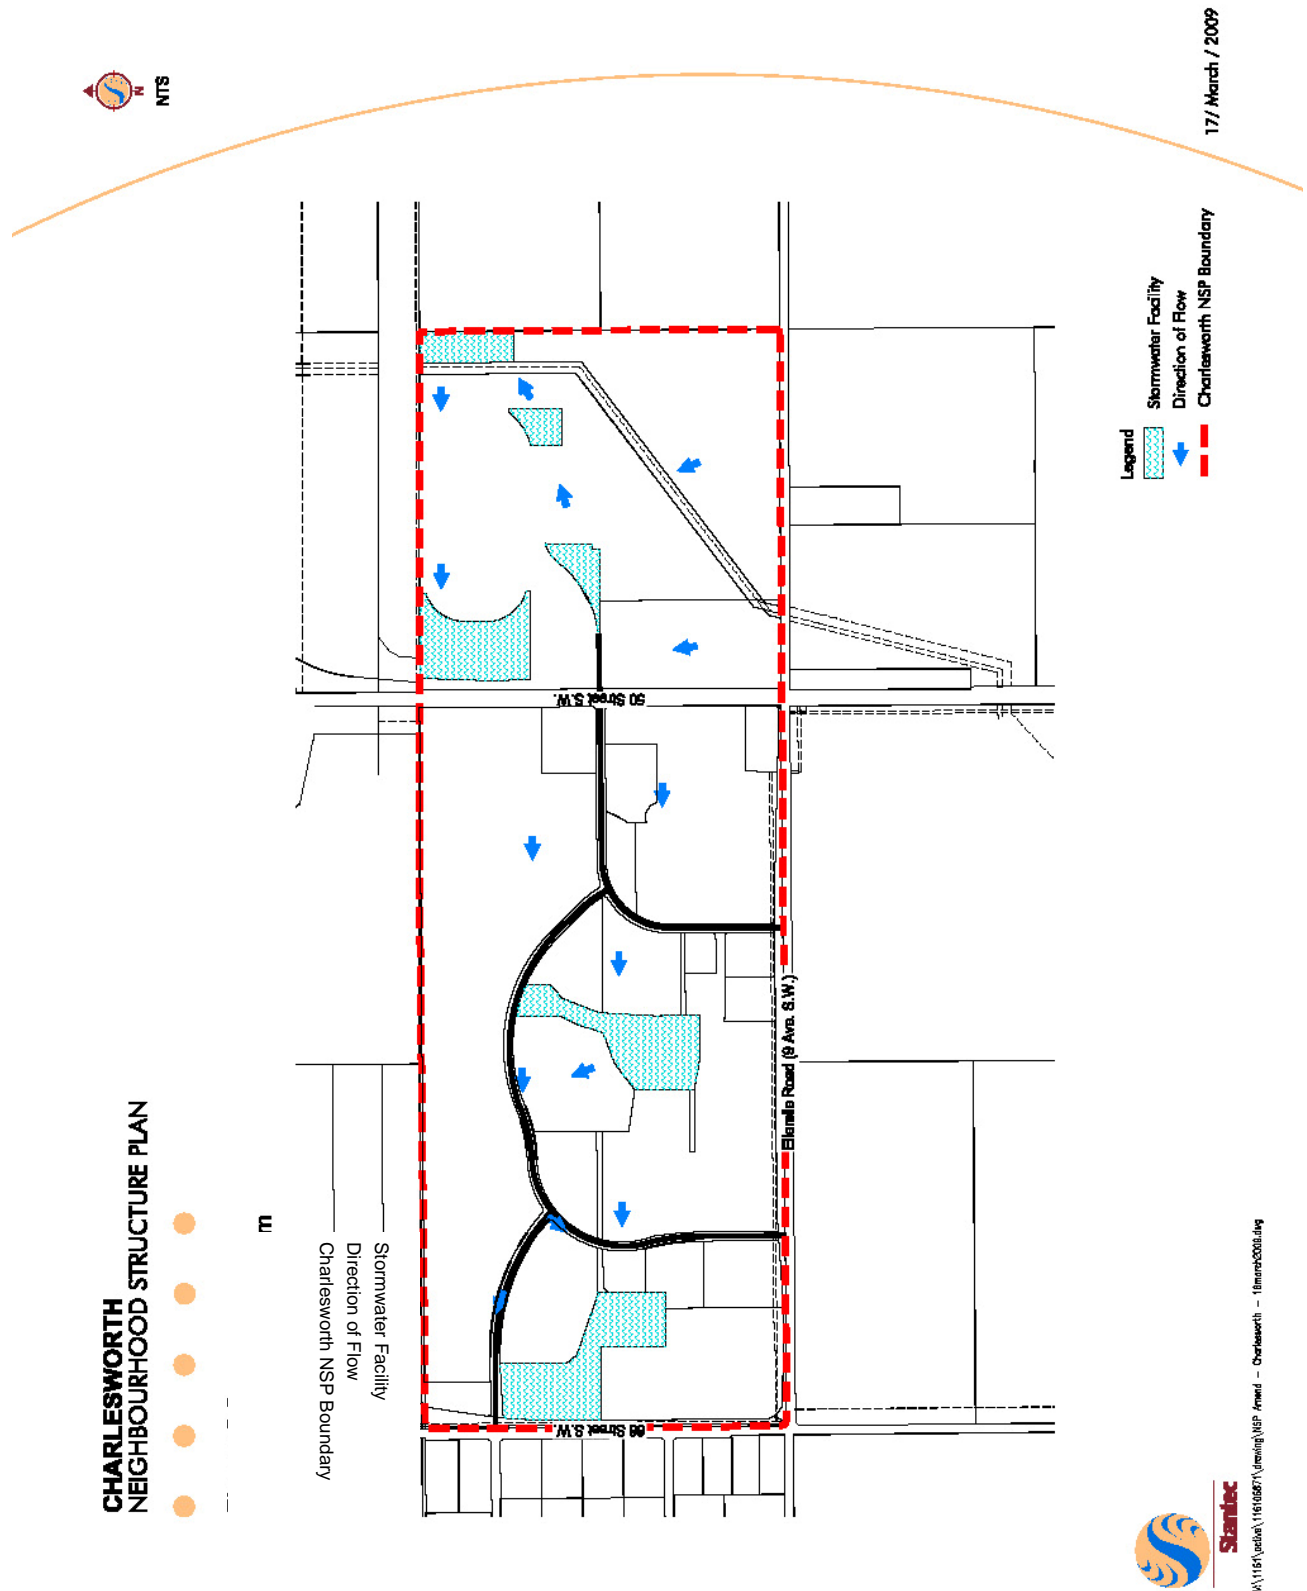 CHARLESWORTH
NEIGHBOURHOOD STRUCTURE PLAN
m
Stormwater Facility
Direction of Flow
Charlesworth NSP Boundary
N
NTS
50 Street S.W.
66 Street S.W.
Ellerslie Road (9 Ave. S.W.)
Legend
Stormwater Facility
Direction of Flow
Charlesworth NSP Boundary
17/ March / 2009
Stantec